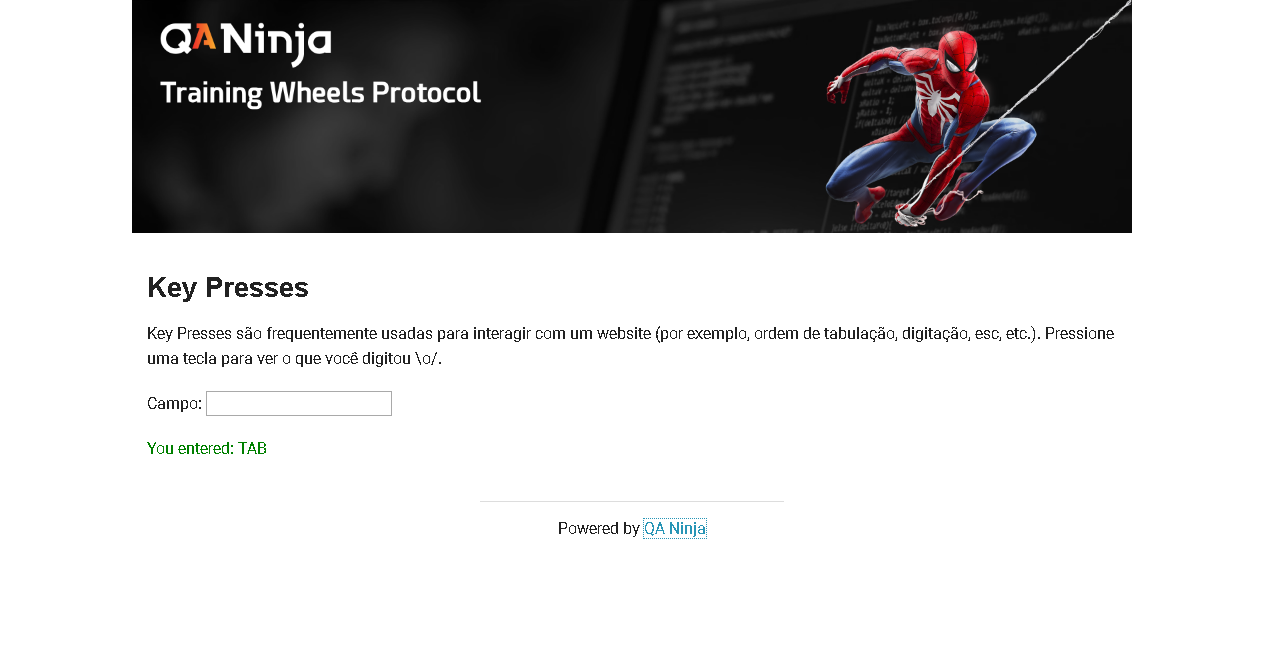 QANinja
Training Wheels Protocol
Key Presses
Key Presses são frequentemente usadas para interagir com um website (por exemplo, ordem de tabulação, digitação, esc, etc.). Pressione
uma tecla para ver o que você digitou \o/.
Campo:
You entered: TAB
Powered by QA Ninja